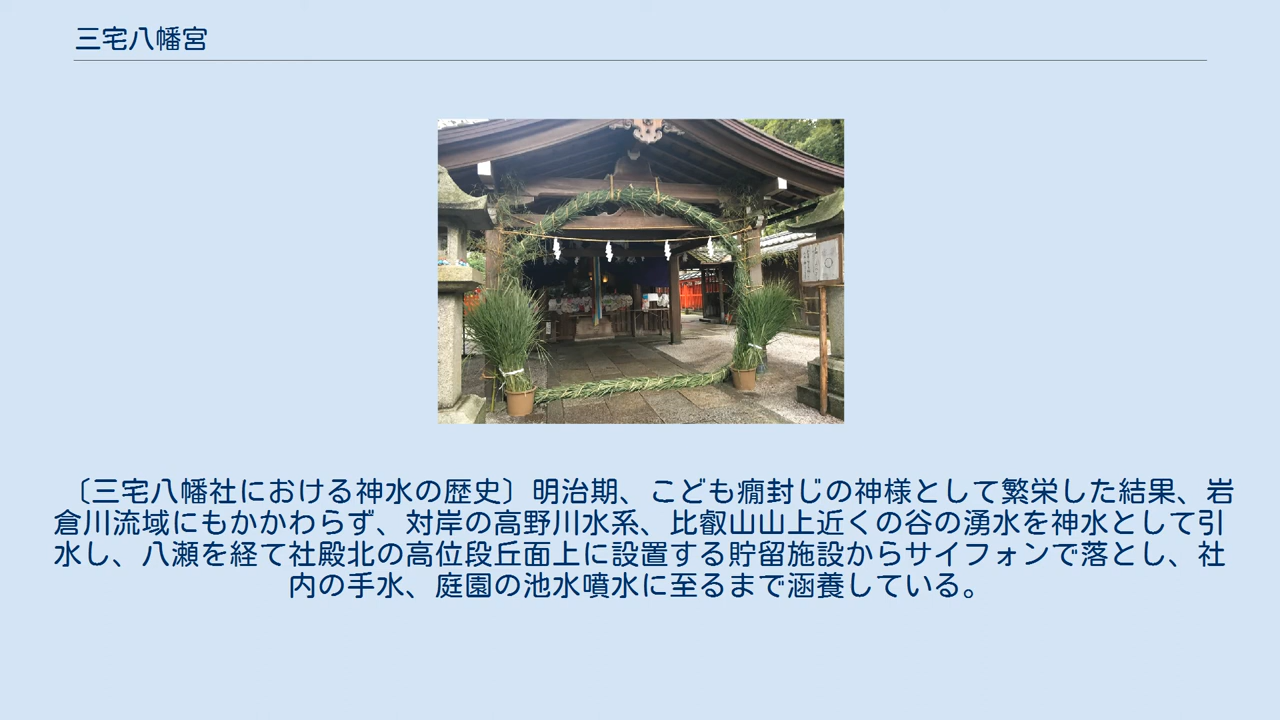 三宅八幡宮
〔三宅八幡社における神水の歴史〕明治期、こども癇封じの神様として繁栄した結果、岩
倉川流域にもかかわらず、対岸の高野川水系、比叡山山上近くの谷の湧水を神水として引
水し、八瀬を経て社殿北の高位段丘面上に設置する貯留施設からサイフォンで落とし、社
内の手水、庭園の池水噴水に至るまで涵養している。